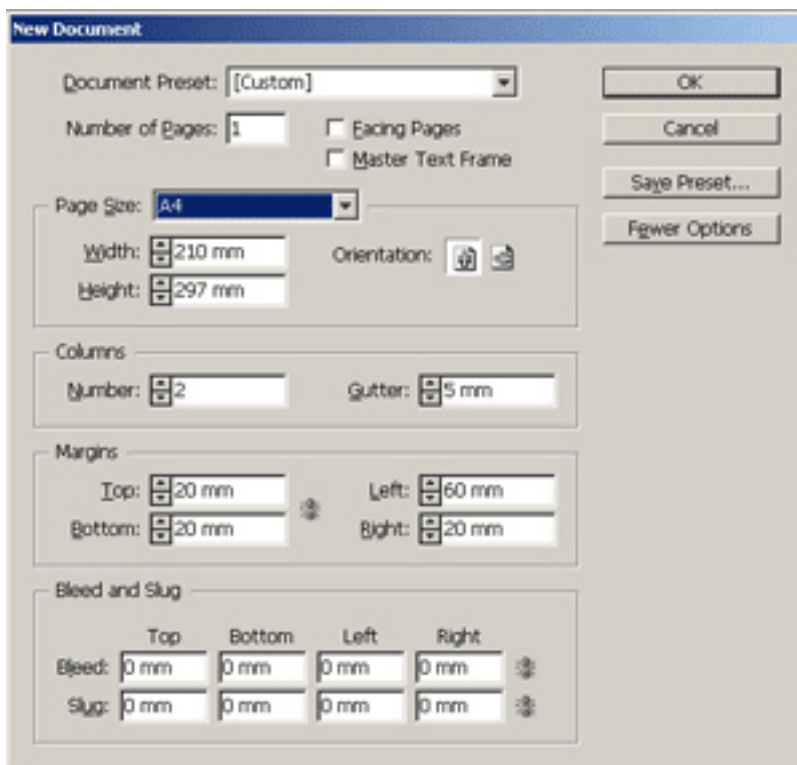 New Document
Document Preset: [Custom]
OK
Number of Pages: 1
Facing Pages
Cancel
Master Text Frame
Save Preset...
Page Size: A4
Fewer Options
Width: 210 mm
Orientation:
Height: 297 mm
Columns
Number: 2
Gutter: 5 mm
Margins
Top: 20 mm
Left: 60 mm
Bottom: 20 mm
Right: 20 mm
Bleed and Slug
Top Bottom Left Right
Bleed: 0 mm 0 mm 0 mm 0 mm
Slug: 0 mm 0 mm 0 mm 0 mm